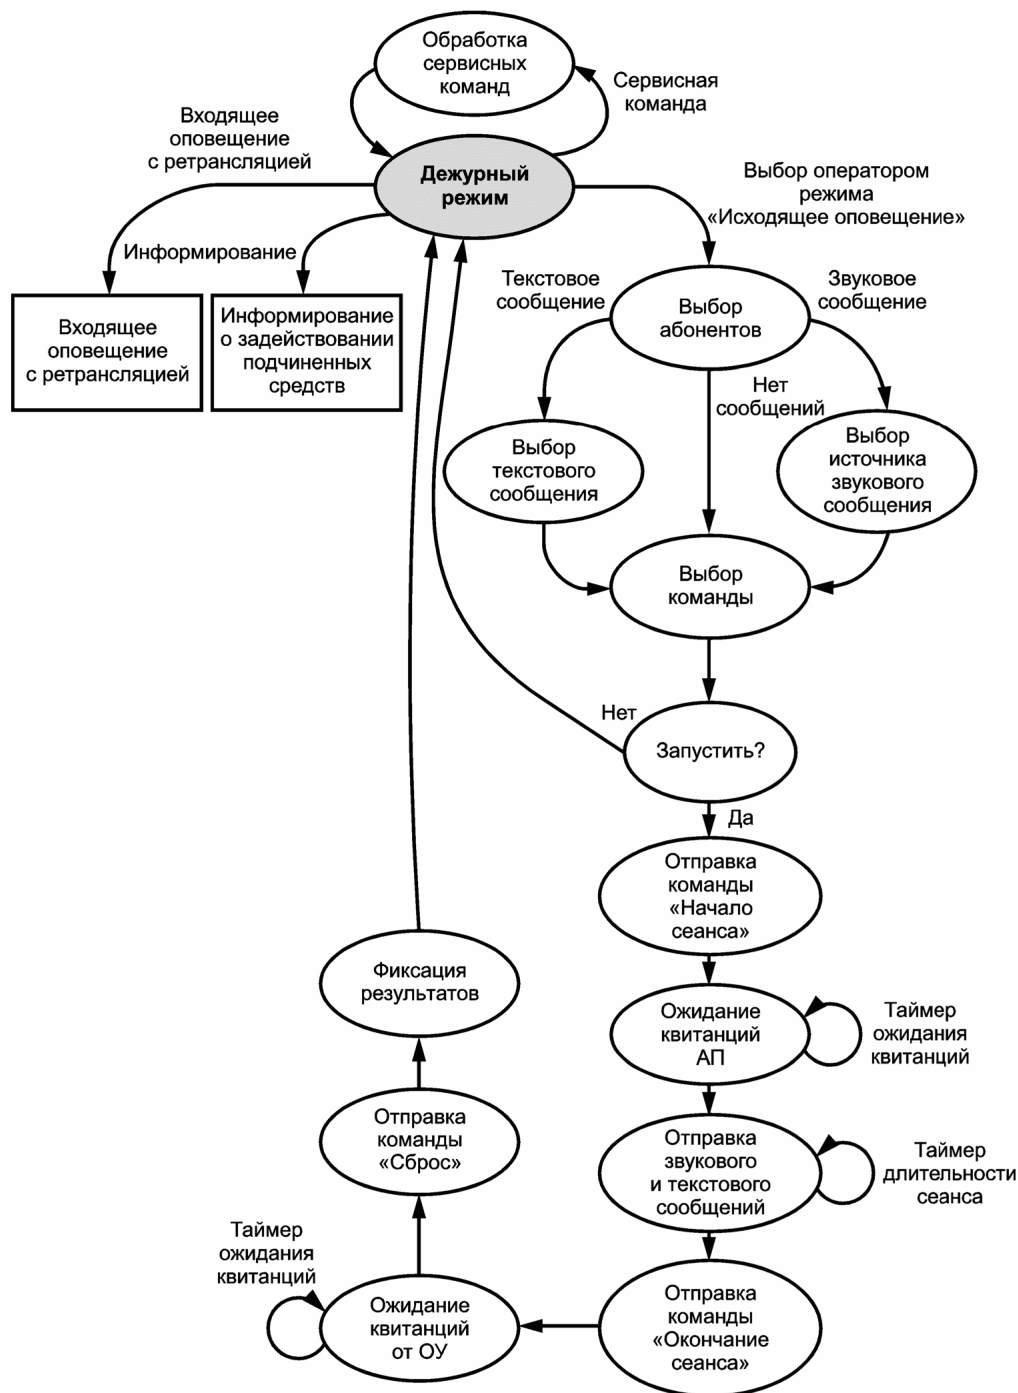 Обработка
сервисных
команд
Сервисная
команда
Входящее
оповещение
с ретрансляцией
Дежурный
режим
Выбор оператором
режима
«Исходящее оповещение»
Информирование
Входящее
оповещение
с ретрансляцией
Информирование
о задействовании
подчиненных
средств
Текстовое
сообщение
Выбор
абонентов
Звуковое
сообщение
Нет
сообщений
Выбор
текстового
сообщения
Выбор
источника
звукового
сообщения
Выбор
команды
Нет
Запустить?
Да
Отправка
команды
«Начало
сеанса»
Ожидание
квитанций
АП
Таймер
ожидания
квитанций
Отправка
звукового
и текстового
сообщений
Таймер
длительности
сеанса
Отправка
команды
«Окончание
сеанса»
Таймер
ожидания
квитанций
Ожидание
квитанций
от ОУ
Отправка
команды
«Сброс»
Фиксация
результатов